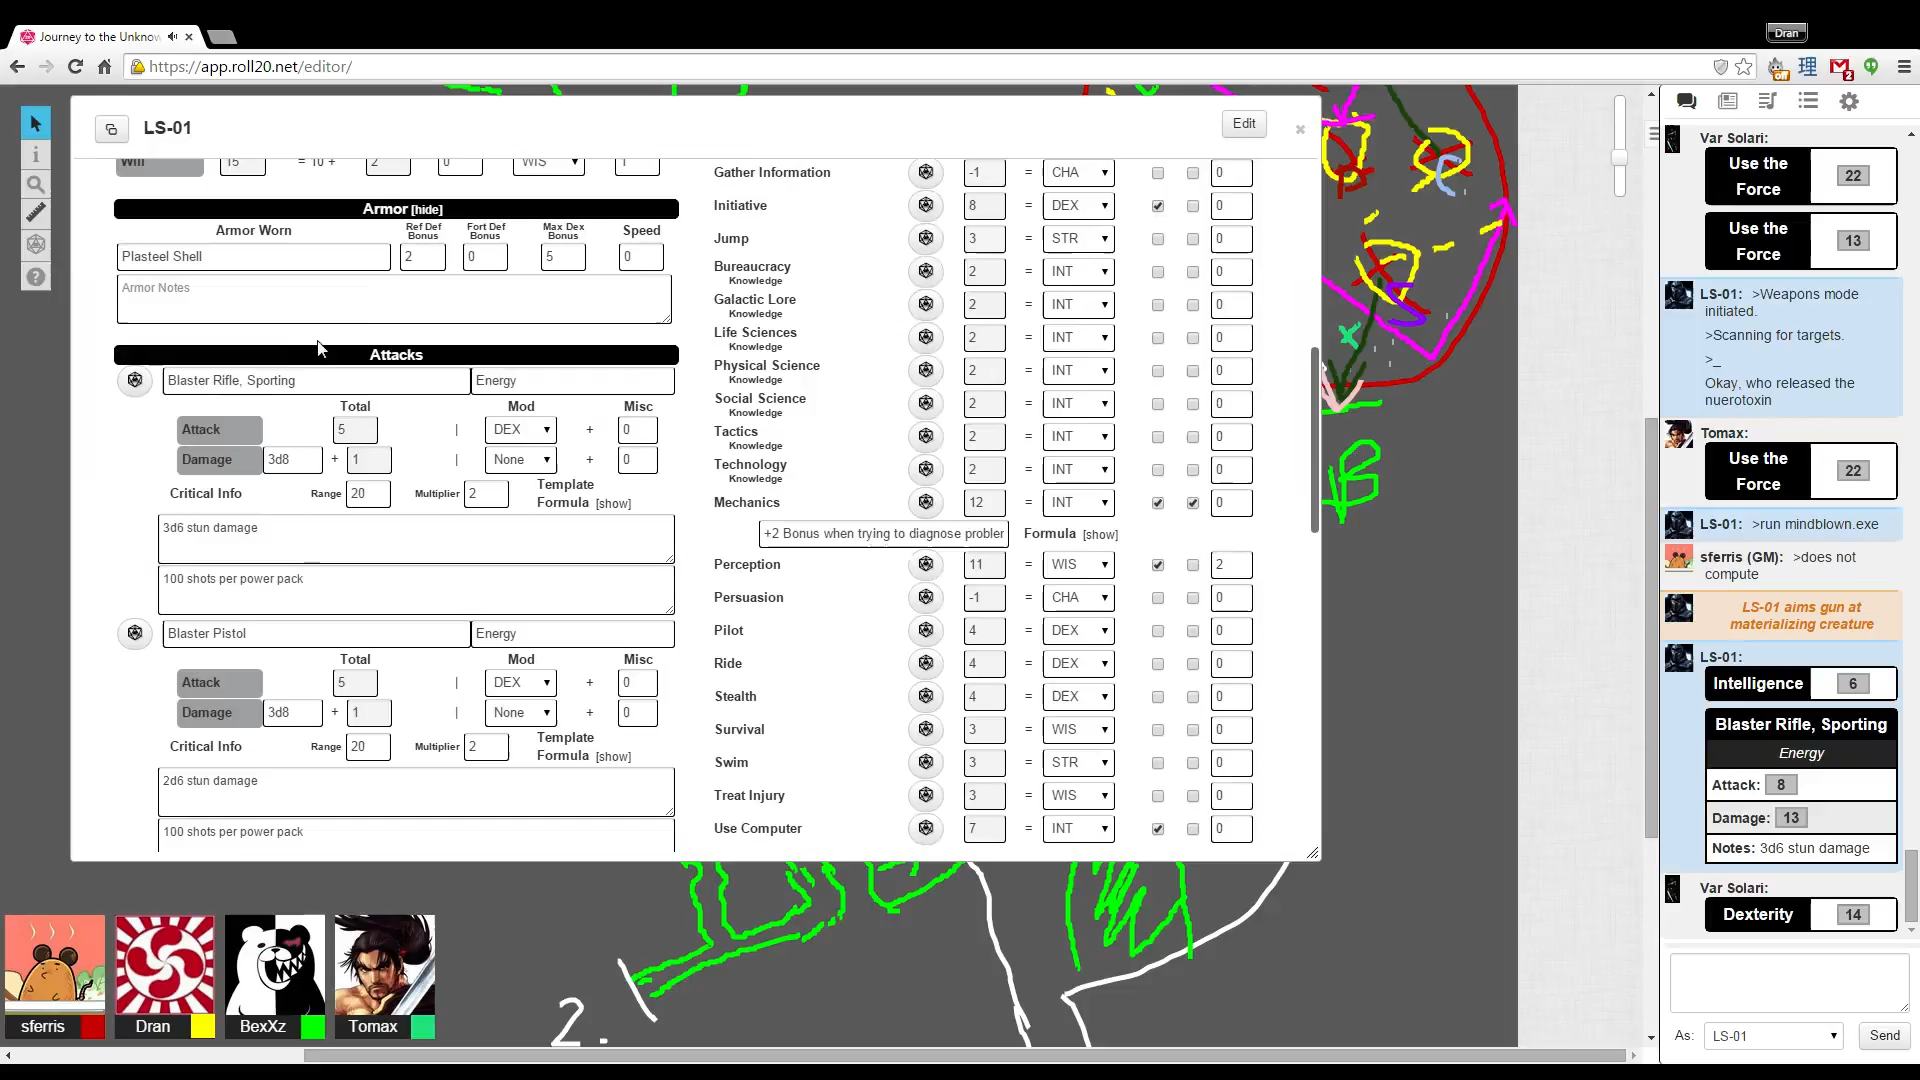 Journey to the Unknow
Dran
https://app.roll20.net/editor/
off
理
2
LS-01
Edit
Will 15 = 10 + 2 0 WIS 1
Armor [hide]
Armor Worn Ref Def Bonus Fort Def Bonus Max Dex Bonus Speed
Plasteel Shell 2 0 5 0
Armor Notes
Attacks
Blaster Rifle, Sporting Energy
Total Mod Misc
Attack 5 | DEX + 0
Damage 3d8 + 1 | None + 0
Critical Info Range 20 Multiplier 2 Template Formula [show]
3d6 stun damage
100 shots per power pack
Blaster Pistol Energy
Total Mod Misc
Attack 5 | DEX + 0
Damage 3d8 + 1 | None + 0
Critical Info Range 20 Multiplier 2 Template Formula [show]
2d6 stun damage
100 shots per power pack
Gather Information -1 = CHA 0
Initiative 8 = DEX 0
Jump 3 = STR 0
Bureaucracy Knowledge 2 = INT 0
Galactic Lore Knowledge 2 = INT 0
Life Sciences Knowledge 2 = INT 0
Physical Science Knowledge 2 = INT 0
Social Science Knowledge 2 = INT 0
Tactics Knowledge 2 = INT 0
Technology Knowledge 2 = INT 0
Mechanics 12 = INT 0
+2 Bonus when trying to diagnose probler Formula [show]
Perception 11 = WIS 2
Persuasion -1 = CHA 0
Pilot 4 = DEX 0
Ride 4 = DEX 0
Stealth 4 = DEX 0
Survival 3 = WIS 0
Swim 3 = STR 0
Treat Injury 3 = WIS 0
Use Computer 7 = INT 0
B
2.
sferris
Dran
BexXz
Tomax
Var Solari:
Use the Force 22
Use the Force 13
LS-01: >Weapons mode
initiated.
>Scanning for targets.
>_
Okay, who released the
nuerotoxin
Tomax:
Use the Force 22
LS-01: >run mindblown.exe
sferris (GM): >does not
compute
LS-01 aims gun at
materializing creature
LS-01:
Intelligence 6
Blaster Rifle, Sporting
Energy
Attack: 8
Damage: 13
Notes: 3d6 stun damage
Var Solari:
Dexterity 14
As: LS-01 Send